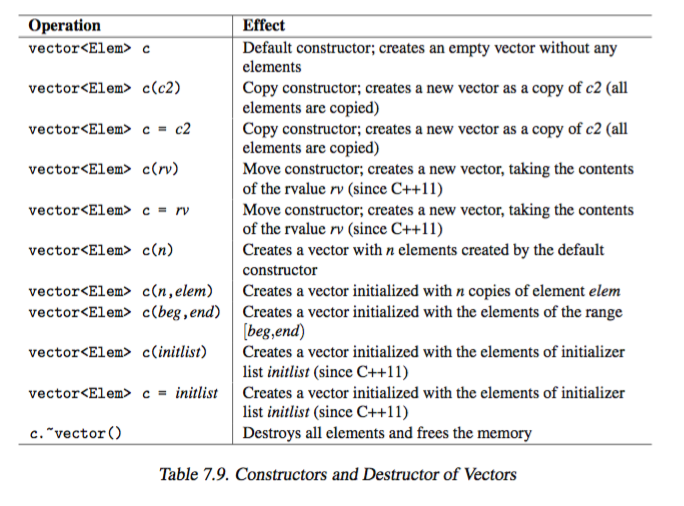 Operation Effect
vector<Elem> c Default constructor; creates an empty vector without any
elements
vector<Elem> c(c2) Copy constructor; creates a new vector as a copy of c2 (all
elements are copied)
vector<Elem> c = c2 Copy constructor; creates a new vector as a copy of c2 (all
elements are copied)
vector<Elem> c(rv) Move constructor; creates a new vector, taking the contents
of the rvalue rv (since C++11)
vector<Elem> c = rv Move constructor; creates a new vector, taking the contents
of the rvalue rv (since C++11)
vector<Elem> c(n) Creates a vector with n elements created by the default
constructor
vector<Elem> c(n,elem) Creates a vector initialized with n copies of element elem
vector<Elem> c(beg,end) Creates a vector initialized with the elements of the range
[beg,end)
vector<Elem> c(initlist) Creates a vector initialized with the elements of initializer
list initlist (since C++11)
vector<Elem> c = initlist Creates a vector initialized with the elements of initializer
list initlist (since C++11)
c.~vector() Destroys all elements and frees the memory
Table 7.9. Constructors and Destructor of Vectors